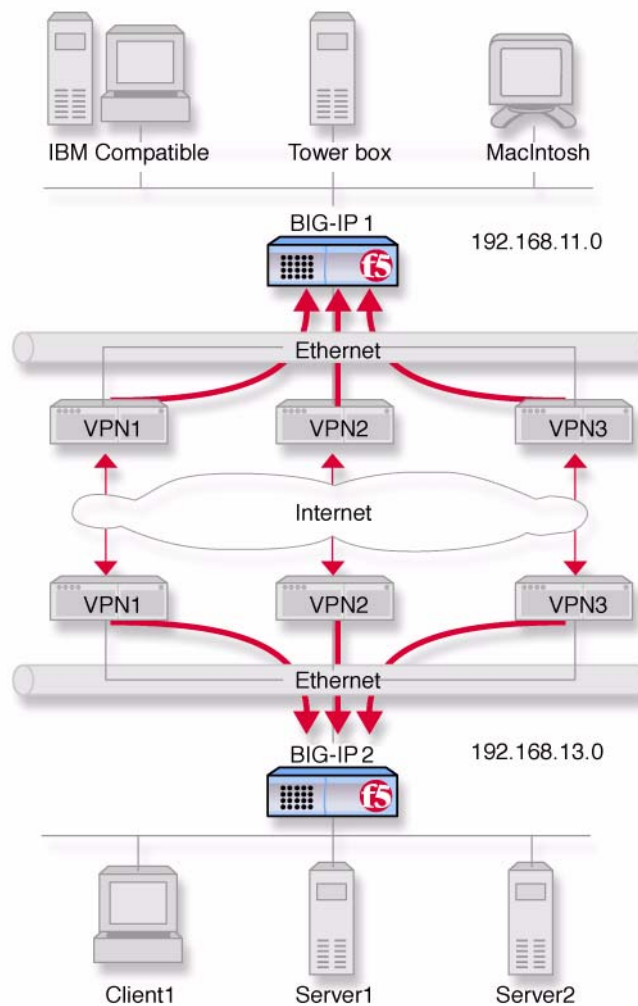 IBM Compatible
Tower box
MacIntosh
BIG-IP 1
192.168.11.0
f5
Ethernet
VPN1
VPN2
VPN3
Internet
VPN1
VPN2
VPN3
Ethernet
BIG-IP 2
192.168.13.0
f5
Client1
Server1
Server2